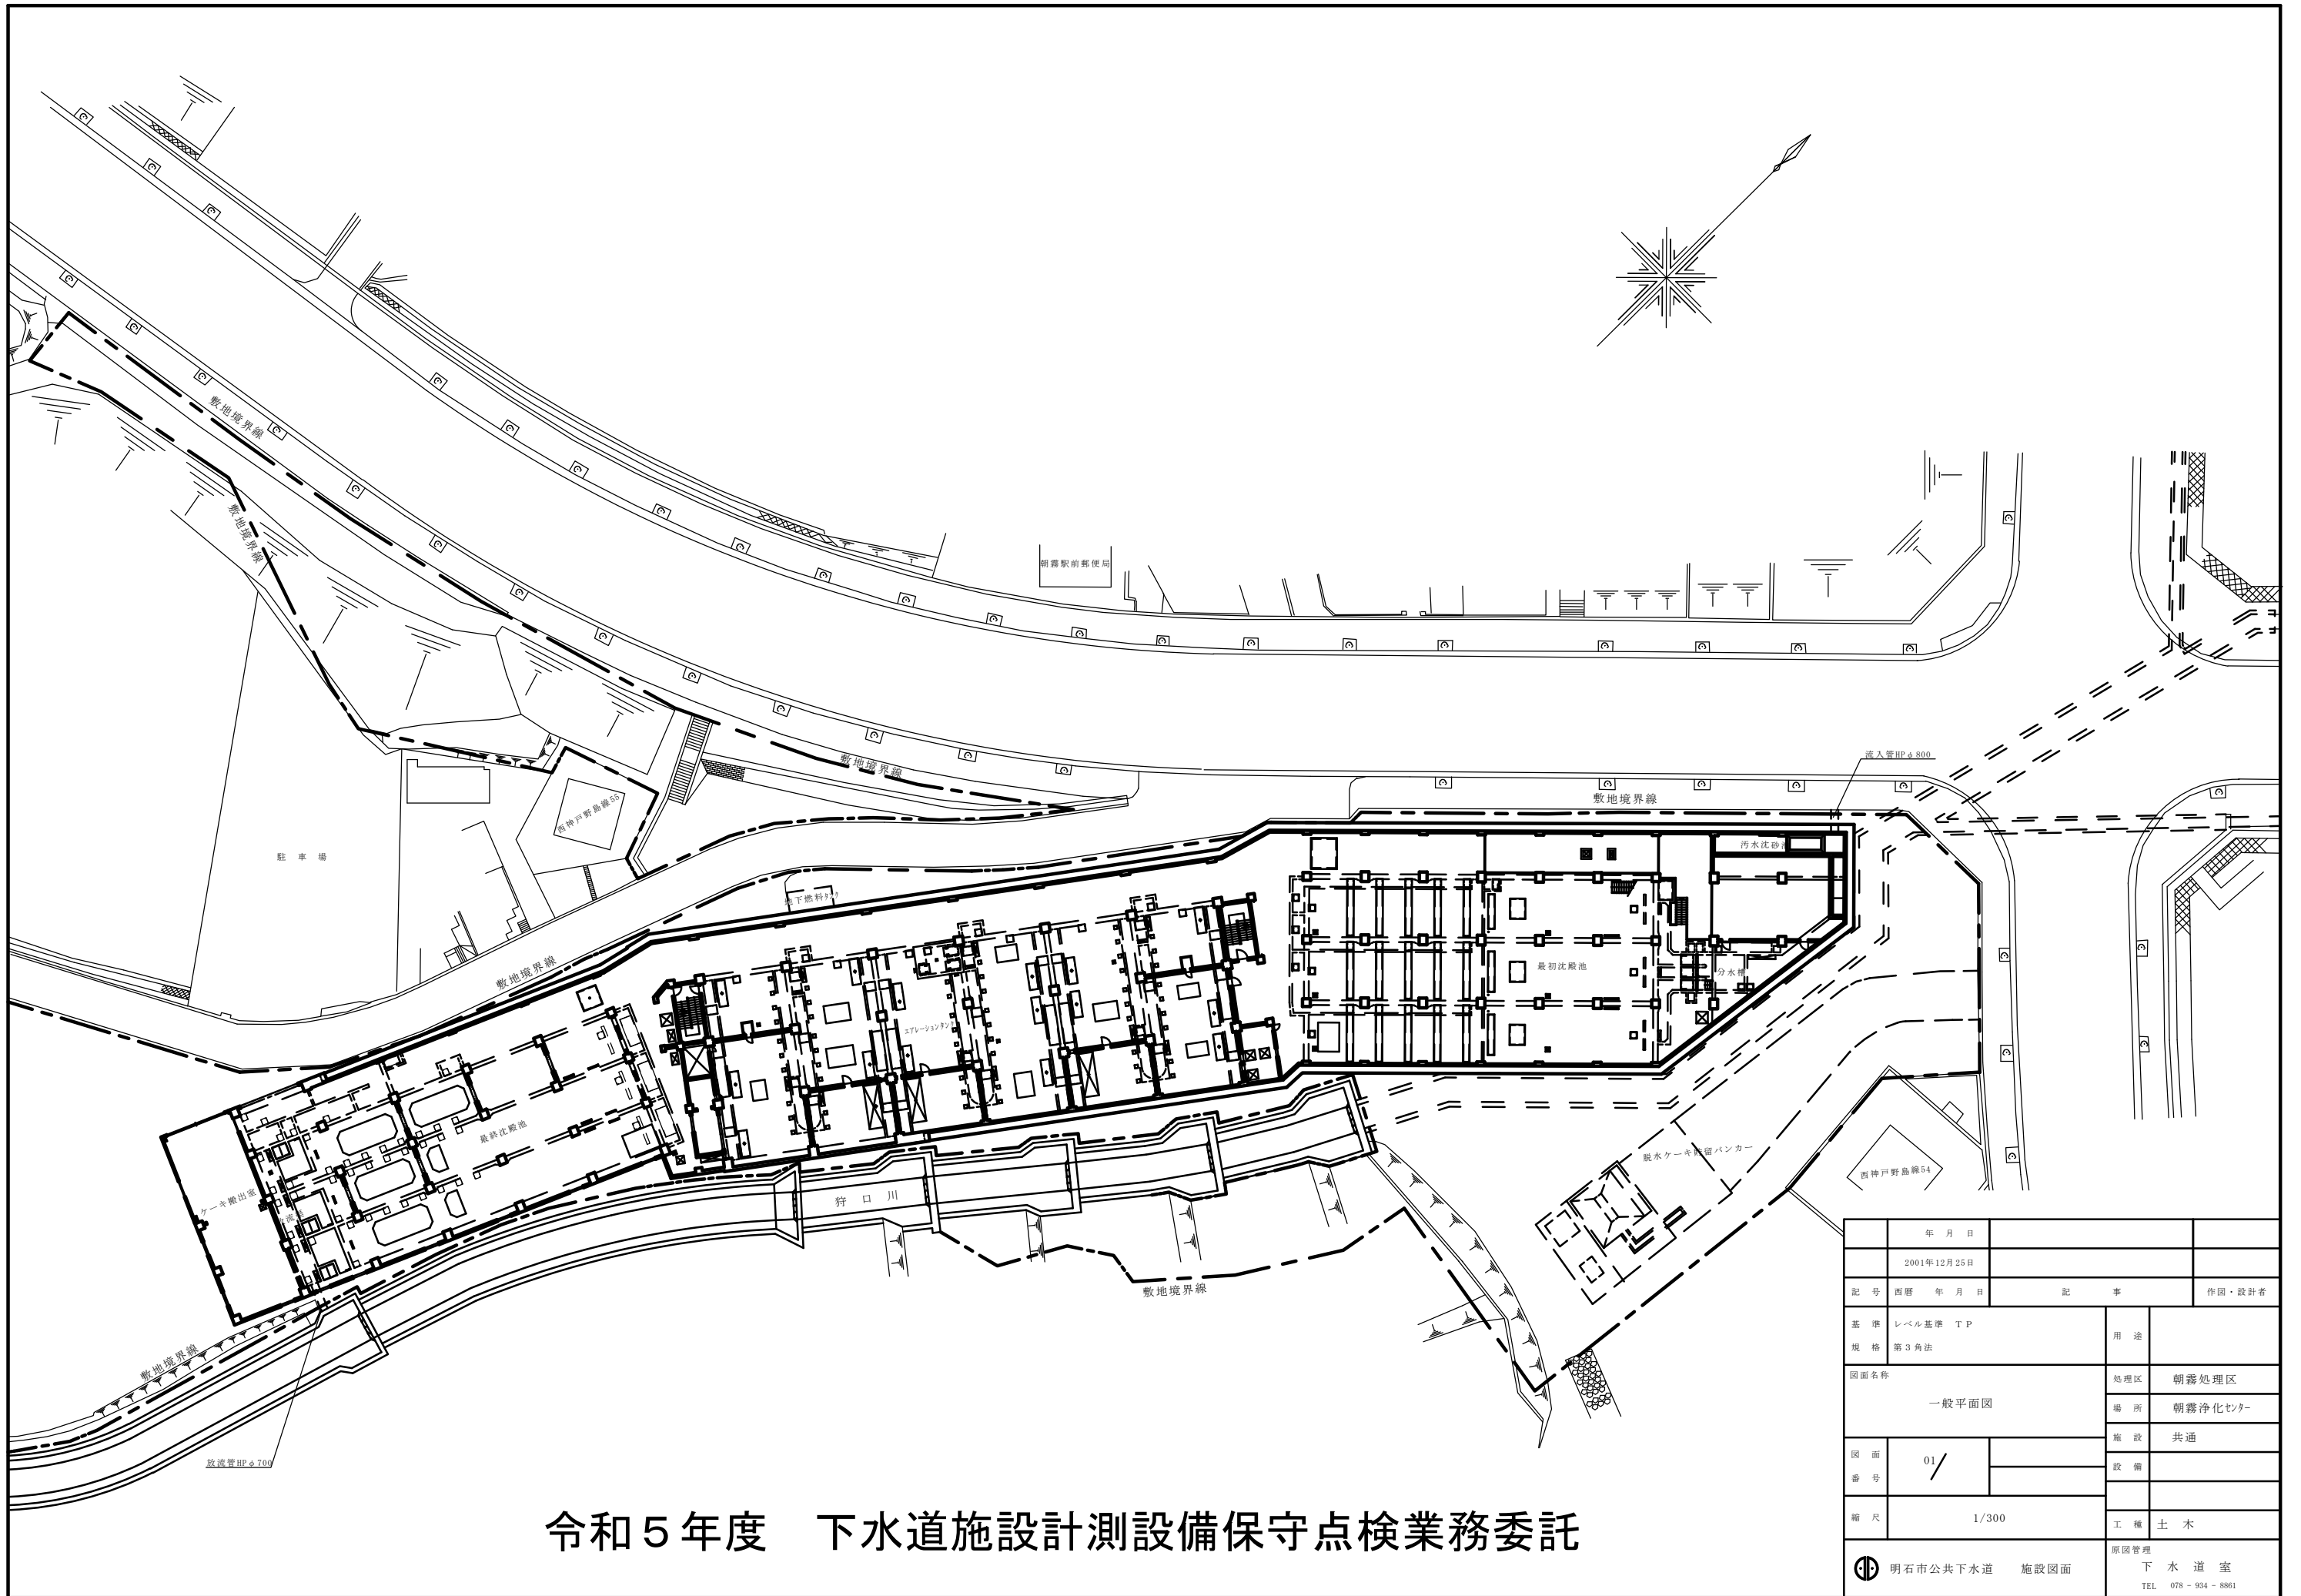 敷地境界線
敷地境界線
朝霧駅前郵便局
流入管HPφ800
敷地境界線
敷地境界線
西神戸野島線55
駐 車 場
汚水沈砂池
地下燃料ﾀﾝｸ
敷地境界線
最初沈殿池
分水槽
エアレーションタンク
最終沈殿池
脱水ケーキ貯留バンカー
西神戸野島線54
ケーキ搬出室
狩 口 川
敷地境界線
敷地境界線
放流管HPφ700
令和5年度 下水道施設計測設備保守点検業務委託
年 月 日
2001年12月25日
記 号 西暦 年 月 日 記 事 作図・設計者
基 準 レベル基準 TP
規 格 第3角法
用 途
図面名称
一般平面図
処理区 朝霧処理区
場 所 朝霧浄化ｾﾝﾀｰ
施 設 共通
図 面
番 号
01/
設 備
縮 尺 1/300
工 種 土 木
明石市公共下水道 施設図面
原図管理
下 水 道 室
TEL 078 - 934 - 8861